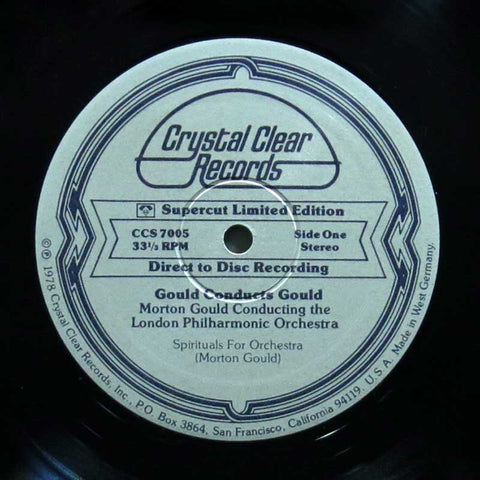 Crystal Clear
Records
Supercut Limited Edition
CCS 7005
33⅓ RPM
Side One
Stereo
Direct to Disc Recording
Gould Conducts Gould
Morton Gould Conducting the
London Philharmonic Orchestra
Spirituals For Orchestra
(Morton Gould)
©℗ 1978 Crystal Clear Records, Inc., P.O. Box 3864, San Francisco, California 94119. U.S.A. Made in West Germany.